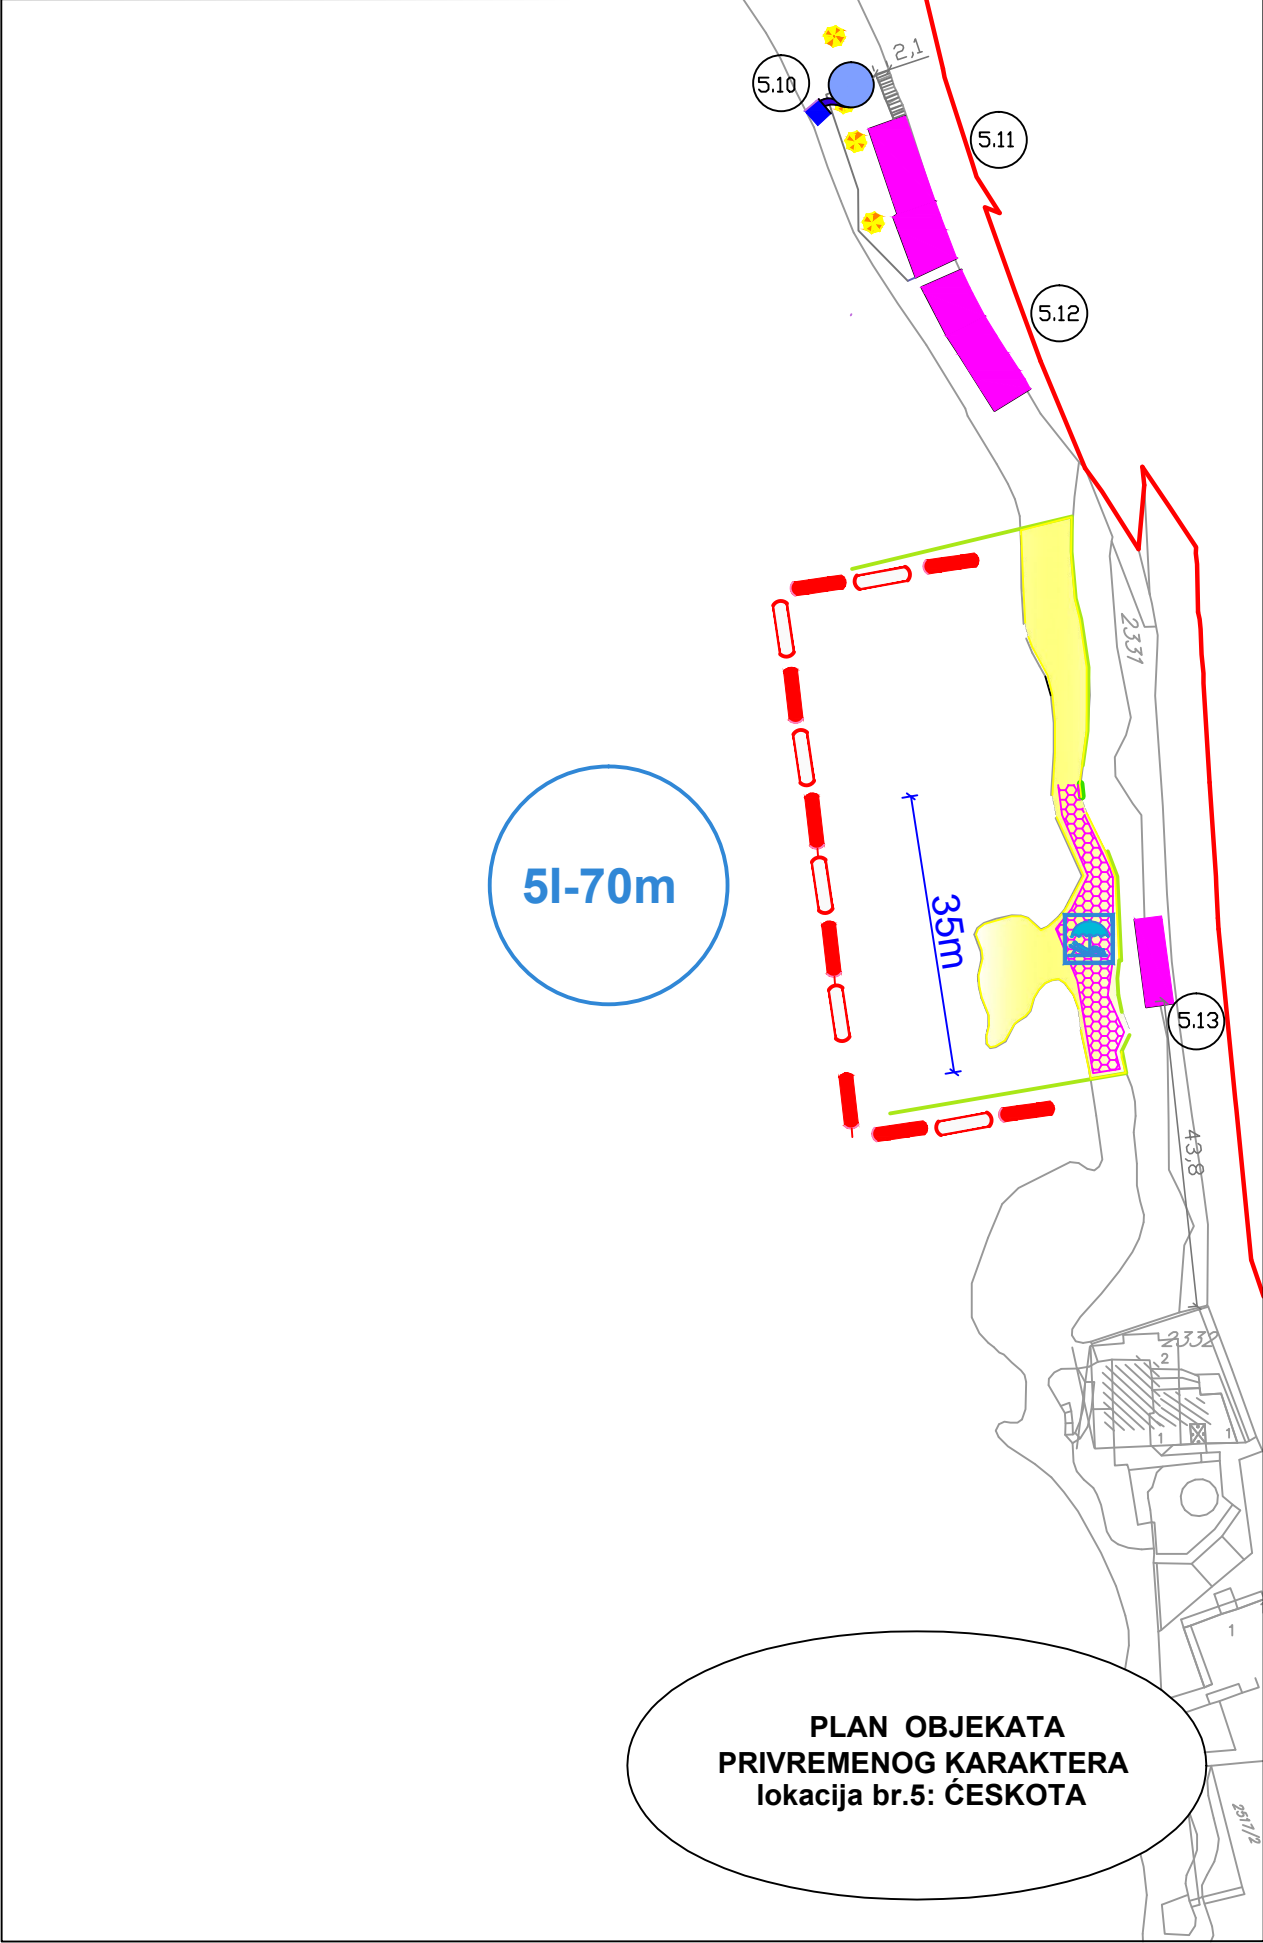 2,1
5.10
5.11
5.12
2331
5I-70m
35m
5.13
43,8
2332
2
1
1
1
PLAN OBJEKATA
PRIVREMENOG KARAKTERA
lokacija br.5: ĆESKOTA
2517/2